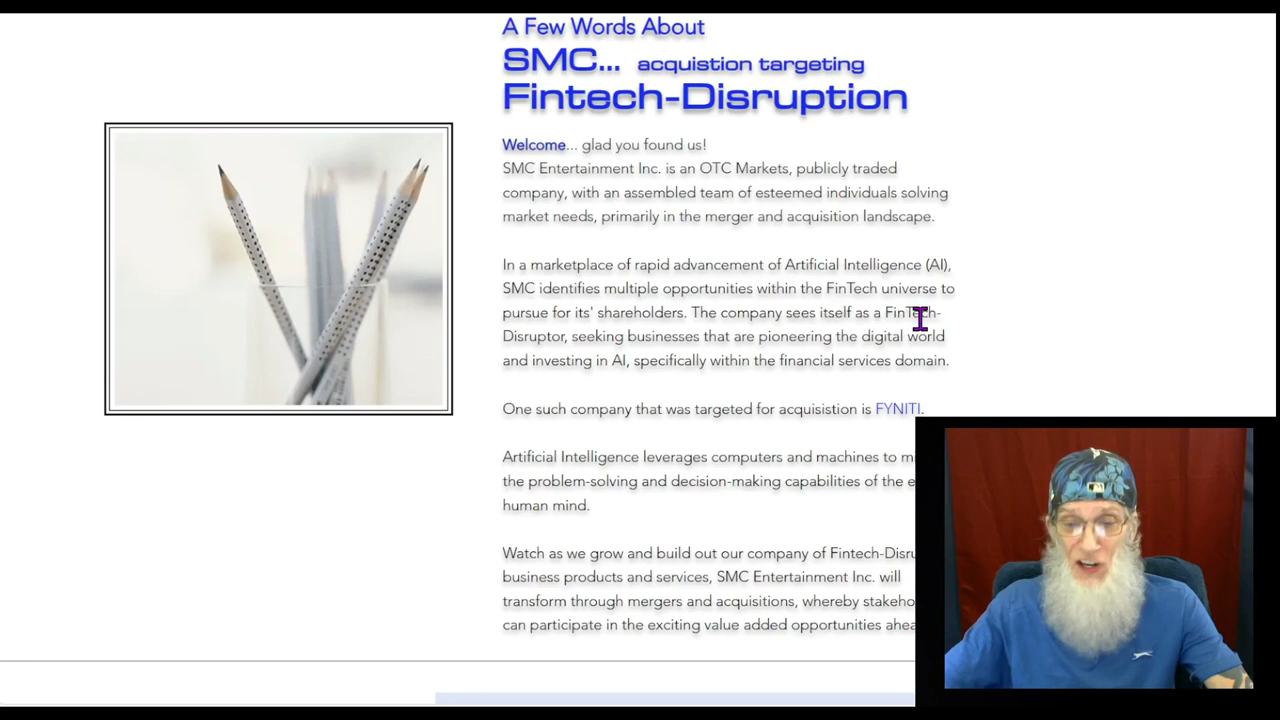 A Few Words About
SMC... acquistion targeting
Fintech-Disruption
Welcome... glad you found us!
SMC Entertainment Inc. is an OTC Markets, publicly traded
company, with an assembled team of esteemed individuals solving
market needs, primarily in the merger and acquisition landscape.
In a marketplace of rapid advancement of Artificial Intelligence (AI),
SMC identifies multiple opportunities within the FinTech universe to
pursue for its' shareholders. The company sees itself as a FinTech-
Disruptor, seeking businesses that are pioneering the digital world
and investing in AI, specifically within the financial services domain.
One such company that was targeted for acquisistion is FYNITI.
Artificial Intelligence leverages computers and machines to
the problem-solving and decision-making capabilities of the
human mind.
Watch as we grow and build out our company of
business products and services, SMC Entertainment Inc. will
transform through mergers and acquisitions, whereby
can participate in the exciting value added opportunities